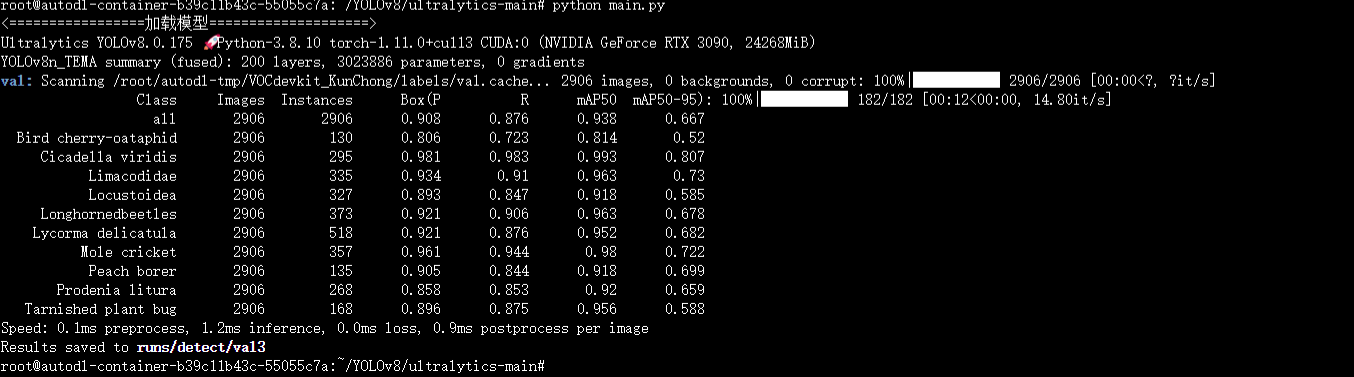 root@autodl-container-b39c11b43c-55055c7a: /YOLOv8/ultralytics-main# python main.py
<=================加载模型====================>
Ultralytics YOLOv8.0.175 🚀Python-3.8.10 torch-1.11.0+cu113 CUDA:0 (NVIDIA GeForce RTX 3090, 24268MiB)
YOLOv8n_TEMA summary (fused): 200 layers, 3023886 parameters, 0 gradients
val: Scanning /root/autodl-tmp/VOCdevkit_KunChong/labels/val.cache... 2906 images, 0 backgrounds, 0 corrupt: 100%|██████████| 2906/2906 [00:00<?, ?it/s]
Class Images Instances Box(P R mAP50 mAP50-95): 100%|██████████| 182/182 [00:12<00:00, 14.80it/s]
all 2906 2906 0.908 0.876 0.938 0.667
Bird cherry-oataphid 2906 130 0.806 0.723 0.814 0.52
Cicadella viridis 2906 295 0.981 0.983 0.993 0.807
Limacodidae 2906 335 0.934 0.91 0.963 0.73
Locustoidea 2906 327 0.893 0.847 0.918 0.585
Longhornedbeetles 2906 373 0.921 0.906 0.963 0.678
Lycorma delicatula 2906 518 0.921 0.876 0.952 0.682
Mole cricket 2906 357 0.961 0.944 0.98 0.722
Peach borer 2906 135 0.905 0.844 0.918 0.699
Prodenia litura 2906 268 0.858 0.853 0.92 0.659
Tarnished plant bug 2906 168 0.896 0.875 0.956 0.588
Speed: 0.1ms preprocess, 1.2ms inference, 0.0ms loss, 0.9ms postprocess per image
Results saved to runs/detect/val3
root@autodl-container-b39c11b43c-55055c7a:~/YOLOv8/ultralytics-main#